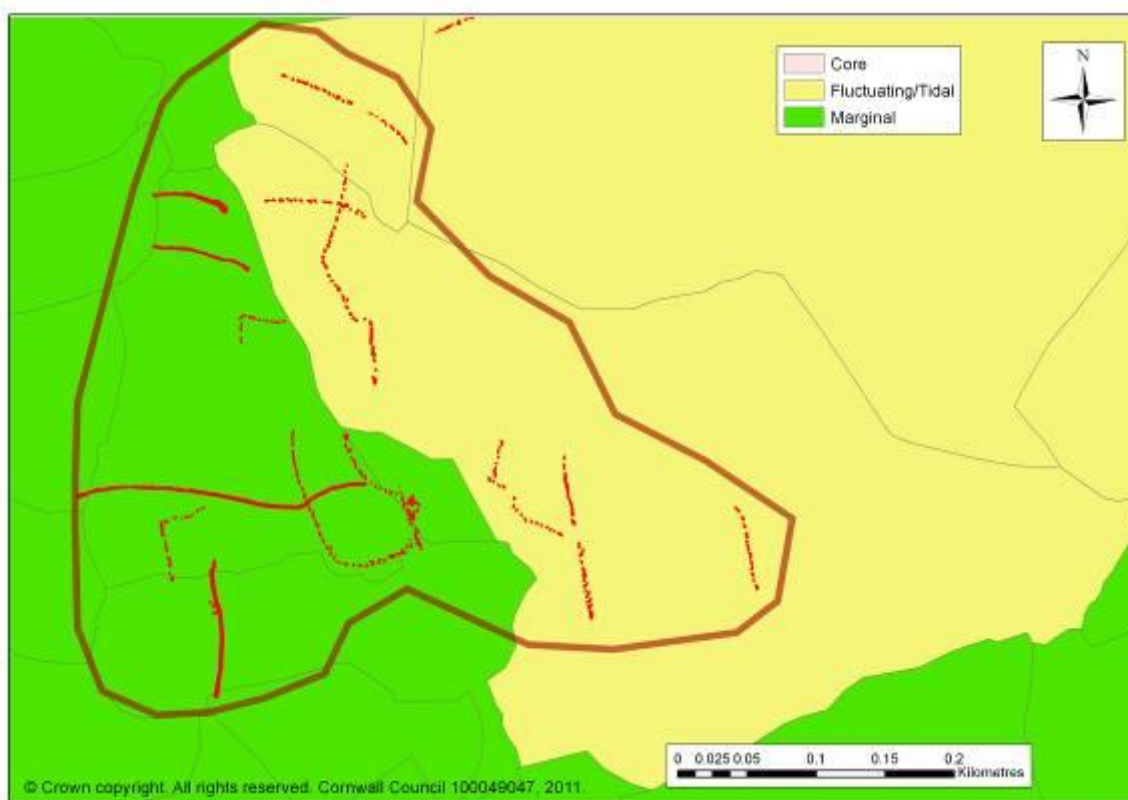 Core
Fluctuating/Tidal
Marginal
N
0 0.025 0.05 0.1 0.15 0.2
Kilometres
© Crown copyright. All rights reserved. Cornwall Council 100049047, 2011.